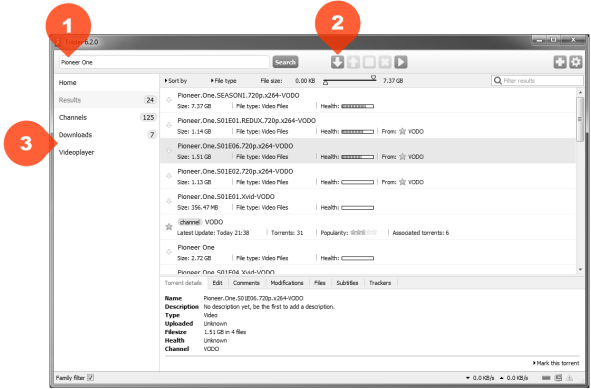 1
2
Tribler 6.2.0
Pioneer One
Search
Sort by File type File size: 0.00 KB 7.37 GB Filter results
Home
Results 24
Channels 125
Downloads 7
Videoplayer
3
Pioneer.One.SEASON1.720p.x264-VODO
Size: 7.37 GB File type: Video Files Health:
Pioneer.One.S01E01.REDUX.720p.x264-VODO
Size: 1.14 GB File type: Video Files Health: From: VODO
Pioneer.One.S01E06.720p.x264-VODO
Size: 1.51 GB File type: Video Files Health: From: VODO
Pioneer.One.S01E02.720p.x264-VODO
Size: 1.13 GB File type: Video Files Health: From: VODO
Pioneer.One.S01E01.Xvid-VODO
Size: 356.47 MB File type: Video Files Health:
channel VODO
Latest Update: Today 21:38 Torrents: 31 Popularity: Associated torrents: 6
Pioneer One
Size: 2.72 GB File type: Video Files Health:
Pioneer.One.S01E04.Xvid-VODO
Torrent details Edit Comments Modifications Files Subtitles Trackers
Name Pioneer.One.S01E06.720p.x264-VODO
Description No description yet, be the first to add a description.
Type Video
Uploaded Unknown
Filesize 1.51 GB in 4 files
Health Unknown
Channel VODO
Mark this torrent
Family filter 0.0 KB/s 0.0 KB/s